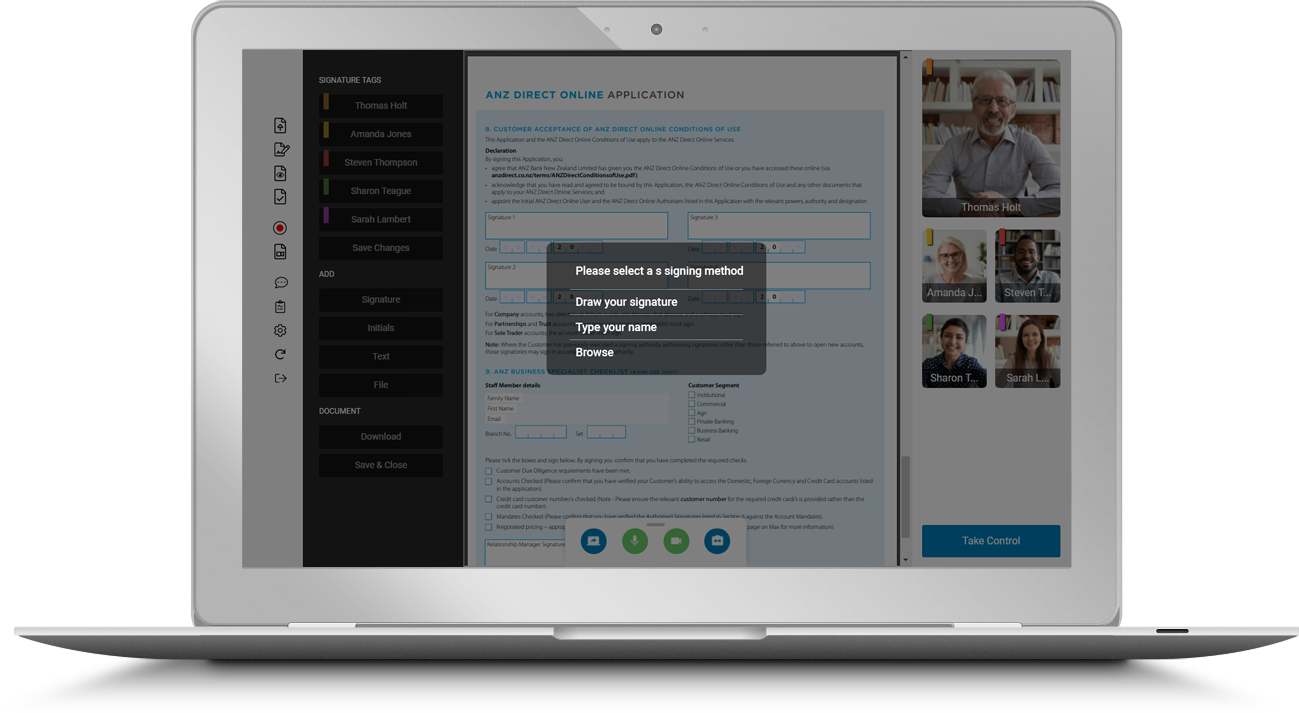 SIGNATURE TAGS
Thomas Holt
Amanda Jones
Steven Thompson
Sharon Teague
Sarah Lambert
Save Changes
ADD
Signature
Initials
Text
File
DOCUMENT
Download
Save & Close
ANZ DIRECT ONLINE APPLICATION
8. CUSTOMER ACCEPTANCE OF ANZ DIRECT ONLINE CONDITIONS OF USE
This Application and the ANZ Direct Online Conditions of Use apply to the ANZ Direct Online Services.
Declaration
By signing this Application, you:
• agree that ANZ Bank New Zealand Limited has given you the ANZ Direct Online Conditions of Use or you have accessed these online (via
anzdirect.co.nz/terms/ANZDirectConditionsofUse.pdf)
• acknowledge that you have read and agreed to be bound by this Application, the ANZ Direct Online Conditions of Use and any other documents that
apply to your ANZ Direct Online Services; and
• appoint the initial ANZ Direct Online User and the ANZ Direct Online Authorisers listed in this Application with the relevant powers, authority and designation.
Signature 1
Signature 3
Date 2 0
Date 2 0
Signature 2
Date 2 0
2 0
Please select a s signing method
Draw your signature
Type your name
Browse
For Company accounts, two
For Partnerships and Trust accounts
must sign.
For Sole Trader accounts, the acc
Note: Where the Customer has previously executed a signing authority authorising signatories other than those referred to above to open new accounts,
those signatories may sign in accordance
authority.
9. ANZ BUSINESS SPECIALIST CHECKLIST (BANK USE ONLY)
Staff Member details
Family Name
First Name
Email
Branch No.
Set
Customer Segment
Institutional
Commercial
Agri
Private Banking
Business Banking
Retail
Please tick the boxes and sign below. By signing you confirm that you have completed the required checks.
Customer Due Diligence requirements have been met.
Accounts Checked (Please confirm that you have verified your Customer's ability to access the Domestic, Foreign Currency and Credit Card accounts listed
in the application).
Credit card customer number/s checked (Note - Please ensure the relevant customer number for the required credit card/s is provided rather than the
credit card number).
Mandates Checked (Please confirm that you have verified the Authorised Signatories listed in Section 6 against the Account Mandates).
Negotiated pricing – approp
page on Max for more information).
Relationship Manager Signature
Thomas Holt
Amanda J...
Steven T...
Sharon T...
Sarah L...
Take Control